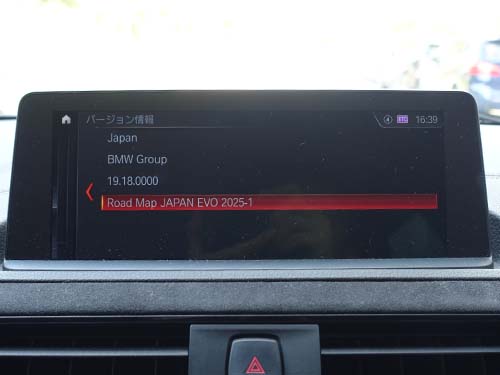 バージョン情報
ETC 16:39
Japan
BMW Group
19.18.0000
Road Map JAPAN EVO 2025-1